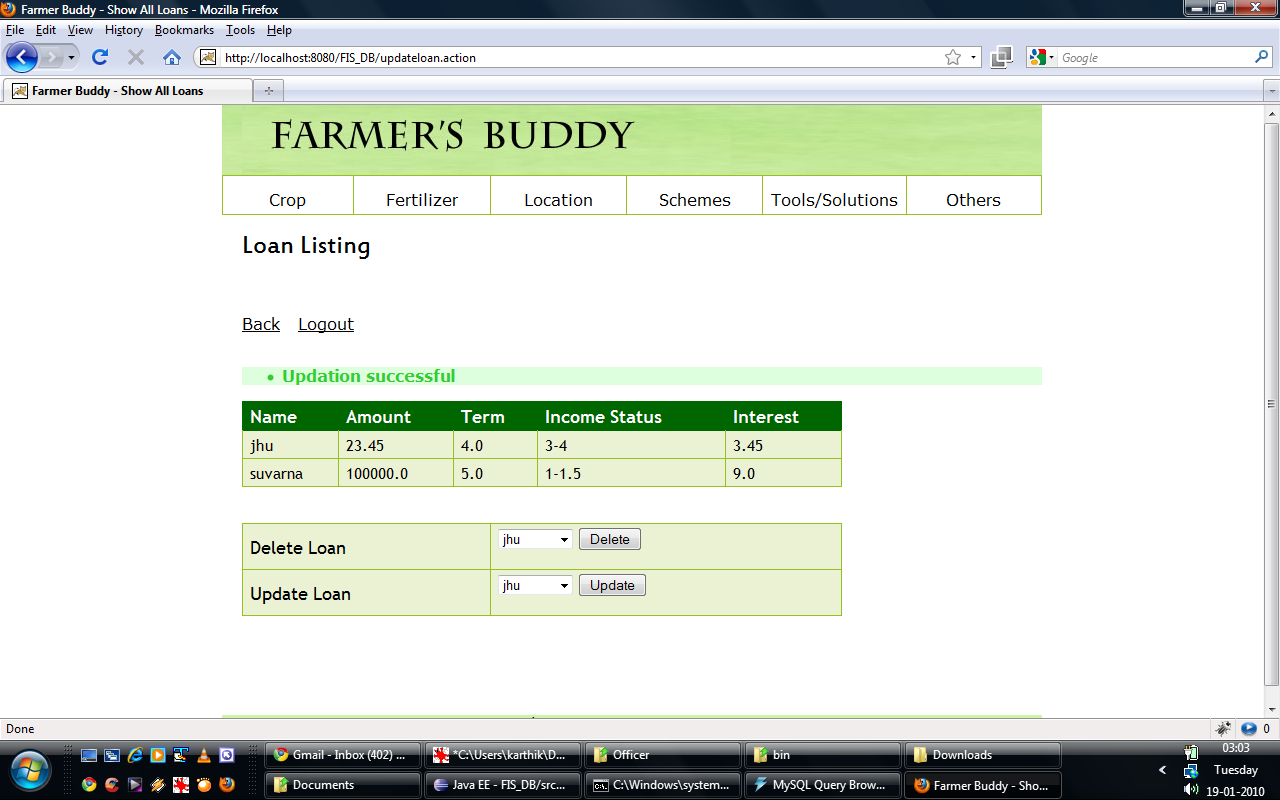 Farmer Buddy - Show All Loans - Mozilla Firefox
File Edit View History Bookmarks Tools Help
http://localhost:8080/FIS_DB/updateloan.action
Google
Farmer Buddy - Show All Loans
FARMER'S BUDDY
Crop Fertilizer Location Schemes Tools/Solutions Others
Loan Listing
Back Logout
Updation successful
Name Amount Term Income Status Interest
jhu 23.45 4.0 3-4 3.45
suvarna 100000.0 5.0 1-1.5 9.0
Delete Loan jhu Delete
Update Loan jhu Update
Done 0
Gmail - Inbox (402) ... *C:\Users\karthik\D... Officer bin Downloads 03:03
Tuesday
Documents Java EE - FIS_DB/src... C:\Windows\system... MySQL Query Brow... Farmer Buddy - Sho... 19-01-2010